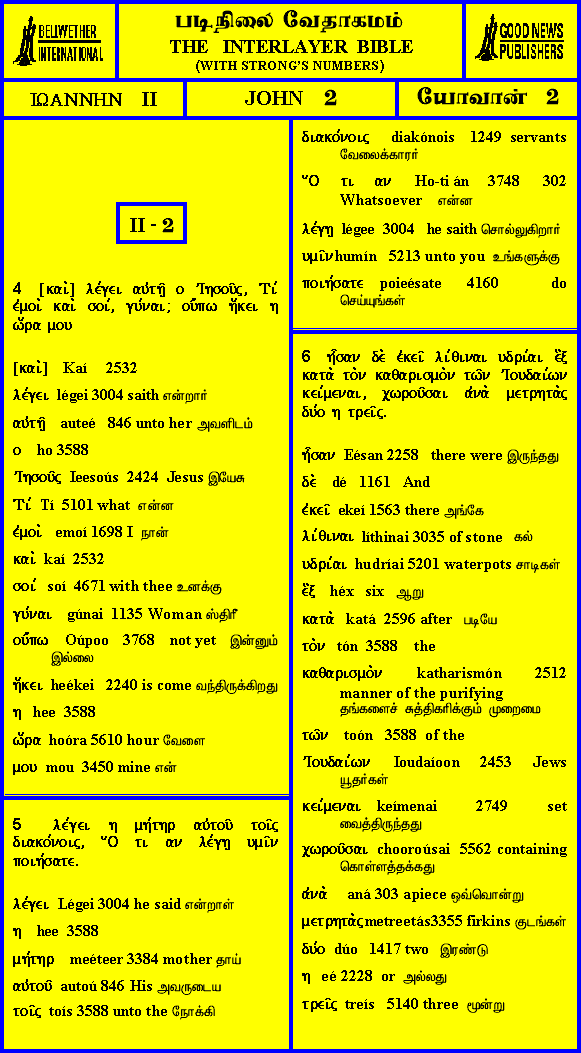 BELLWETHER
INTERNATIONAL
படிநிலை வேதாகமம்
THE INTERLAYER BIBLE
(WITH STRONG'S NUMBERS)
GOOD NEWS
PUBLISHERS
ΙΩΑΝΝΗΝ II
JOHN 2
யோவான் 2
II - 2
4 [καὶ] λέγει αὐτῇ ο Ἰησοῦς, Τί
ἐμοὶ καὶ σοί, γύναι; οὔπω ἥκει η
ὥρα μου
[καὶ] Kaí 2532
λέγει légei 3004 saith என்றார்
αὐτῇ auteé 846 unto her அவளிடம்
ο ho 3588
Ἰησοῦς Ieesoús 2424 Jesus இயேசு
Τί Tí 5101 what என்ன
ἐμοὶ emoí 1698 I நான்
καὶ kaí 2532
σοί soí 4671 with thee உனக்கு
γύναι gúnai 1135 Woman ஸ்திரீ
οὔπω Oúpoo 3768 not yet இன்னும்
இல்லை
ἥκει heékei 2240 is come வந்திருக்கிறது
η hee 3588
ὥρα hoóra 5610 hour வேளை
μου mou 3450 mine என்
5 λέγει η μήτηρ αὐτοῦ τοῖς
διακόνοις, Ὅ τι αν λέγῃ υμῖν
ποιήσατε.
λέγει Légei 3004 he said என்றாள்
η hee 3588
μήτηρ meéteer 3384 mother தாய்
αὐτοῦ autoú 846 His அவருடைய
τοῖς toís 3588 unto the நோக்கி
διακόνοις diakónois 1249 servants
வேலைக்காரர்
Ὅ τι αν Ho-ti án 3748 302
Whatsoever என்ன
λέγῃ légee 3004 he saith சொல்லுகிறார்
υμῖν humín 5213 unto you உங்களுக்கு
ποιήσατε poieésate 4160 do
செய்யுங்கள்
6 ἦσαν δὲ ἐκεῖ λίθιναι υδρίαι ἓξ
κατὰ τὸν καθαρισμὸν τῶν Ἰουδαίων
κείμεναι, χωροῦσαι ἀνὰ μετρητὰς
δύο η τρεῖς.
ἦσαν Eésan 2258 there were இருந்தது
δὲ dé 1161 And
ἐκεῖ ekeí 1563 there அங்கே
λίθιναι líthinai 3035 of stone கல்
υδρίαι hudríai 5201 waterpots சாடிகள்
ἓξ héx six ஆறு
κατὰ katá 2596 after படியே
τὸν tón 3588 the
καθαρισμὸν katharismón 2512
manner of the purifying
தங்களைச் சுத்திகரிக்கும் முறைமை
τῶν toón 3588 of the
Ἰουδαίων Ioudaíoon 2453 Jews
யூதர்கள்
κείμεναι keímenai 2749 set
வைத்திருந்தது
χωροῦσαι chooroúsai 5562 containing
கொள்ளத்தக்கது
ἀνὰ aná 303 apiece ஒவ்வொன்று
μετρητὰς metreetás3355 firkins குடங்கள்
δύο dúo 1417 two இரண்டு
η eé 2228 or அல்லது
τρεῖς treís 5140 three மூன்று